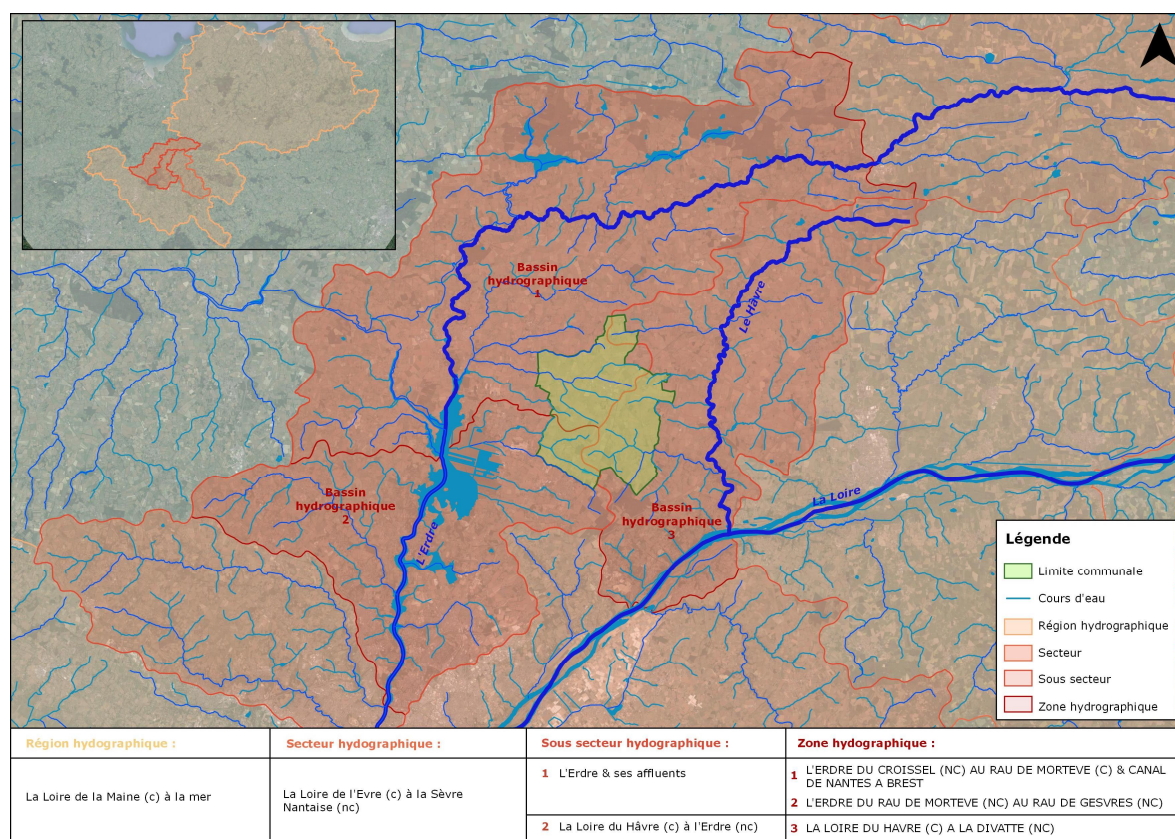 Bassin
hydrographique
1
Le Hâvre
Bassin
hydrographique
2
L'Erdre
Bassin
hydrographique
3
La Loire
Légende
Limite communale
Cours d'eau
Région hydrographique
Secteur
Sous secteur
Zone hydrographique
Région hydographique :
La Loire de la Maine (c) à la mer
Secteur hydographique :
La Loire de l'Evre (c) à la Sèvre
Nantaise (nc)
Sous secteur hydographique :
1 L'Erdre & ses affluents
2 La Loire du Hâvre (c) à l'Erdre (nc)
Zone hydographique :
1 L'ERDRE DU CROISSEL (NC) AU RAU DE MORTEVE (C) & CANAL
DE NANTES A BREST
2 L'ERDRE DU RAU DE MORTEVE (NC) AU RAU DE GESVRES (NC)
3 LA LOIRE DU HAVRE (C) A LA DIVATTE (NC)